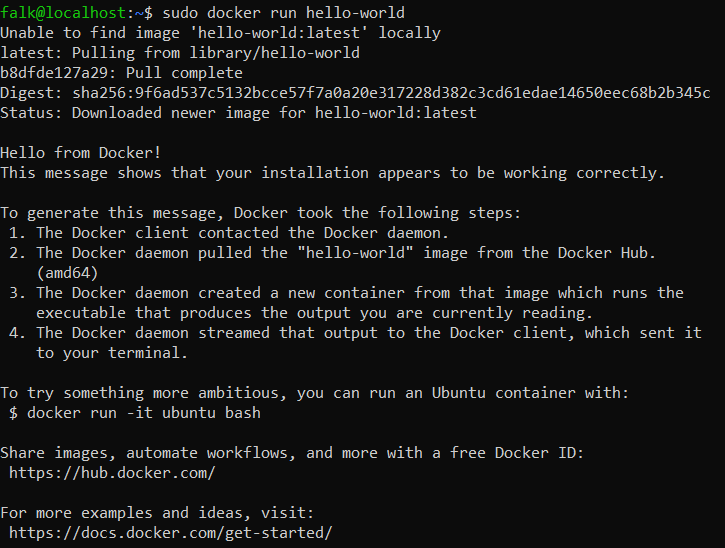 falk@localhost:~$ sudo docker run hello-world
Unable to find image 'hello-world:latest' locally
latest: Pulling from library/hello-world
b8dfde127a29: Pull complete
Digest: sha256:9f6ad537c5132bcce57f7a0a20e317228d382c3cd61edae14650eec68b2b345c
Status: Downloaded newer image for hello-world:latest

Hello from Docker!
This message shows that your installation appears to be working correctly.

To generate this message, Docker took the following steps:
 1. The Docker client contacted the Docker daemon.
 2. The Docker daemon pulled the "hello-world" image from the Docker Hub.
    (amd64)
 3. The Docker daemon created a new container from that image which runs the
    executable that produces the output you are currently reading.
 4. The Docker daemon streamed that output to the Docker client, which sent it
    to your terminal.

To try something more ambitious, you can run an Ubuntu container with:
 $ docker run -it ubuntu bash

Share images, automate workflows, and more with a free Docker ID:
 https://hub.docker.com/

For more examples and ideas, visit:
 https://docs.docker.com/get-started/